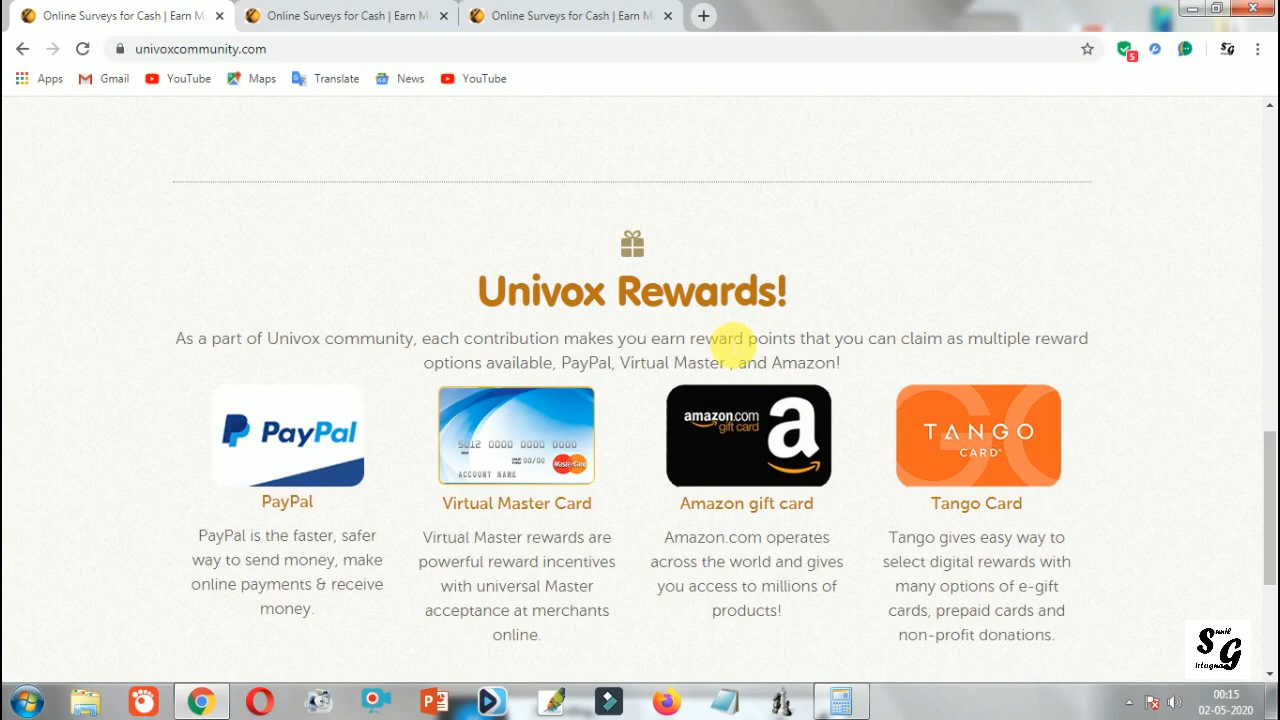 Online Surveys for Cash | Earn M
Online Surveys for Cash | Earn M
Online Surveys for Cash | Earn M
univoxcommunity.com
5
SG
Apps
Gmail
YouTube
Maps
Translate
News
YouTube
Univox Rewards!
As a part of Univox community, each contribution makes you earn reward points that you can claim as multiple reward
options available, PayPal, Virtual Master , and Amazon!
PayPal
5012 0000 0000 0000
00/00
ACCOUNT NAME
MasterCard
amazon.com
gift card
a
TANGO
CARD
PayPal
Virtual Master Card
Amazon gift card
Tango Card
PayPal is the faster, safer
way to send money, make
online payments & receive
money.
Virtual Master rewards are
powerful reward incentives
with universal Master
acceptance at merchants
online.
Amazon.com operates
across the world and gives
you access to millions of
products!
Tango gives easy way to
select digital rewards with
many options of e-gift
cards, prepaid cards and
non-profit donations.
SG
00:15
02-05-2020